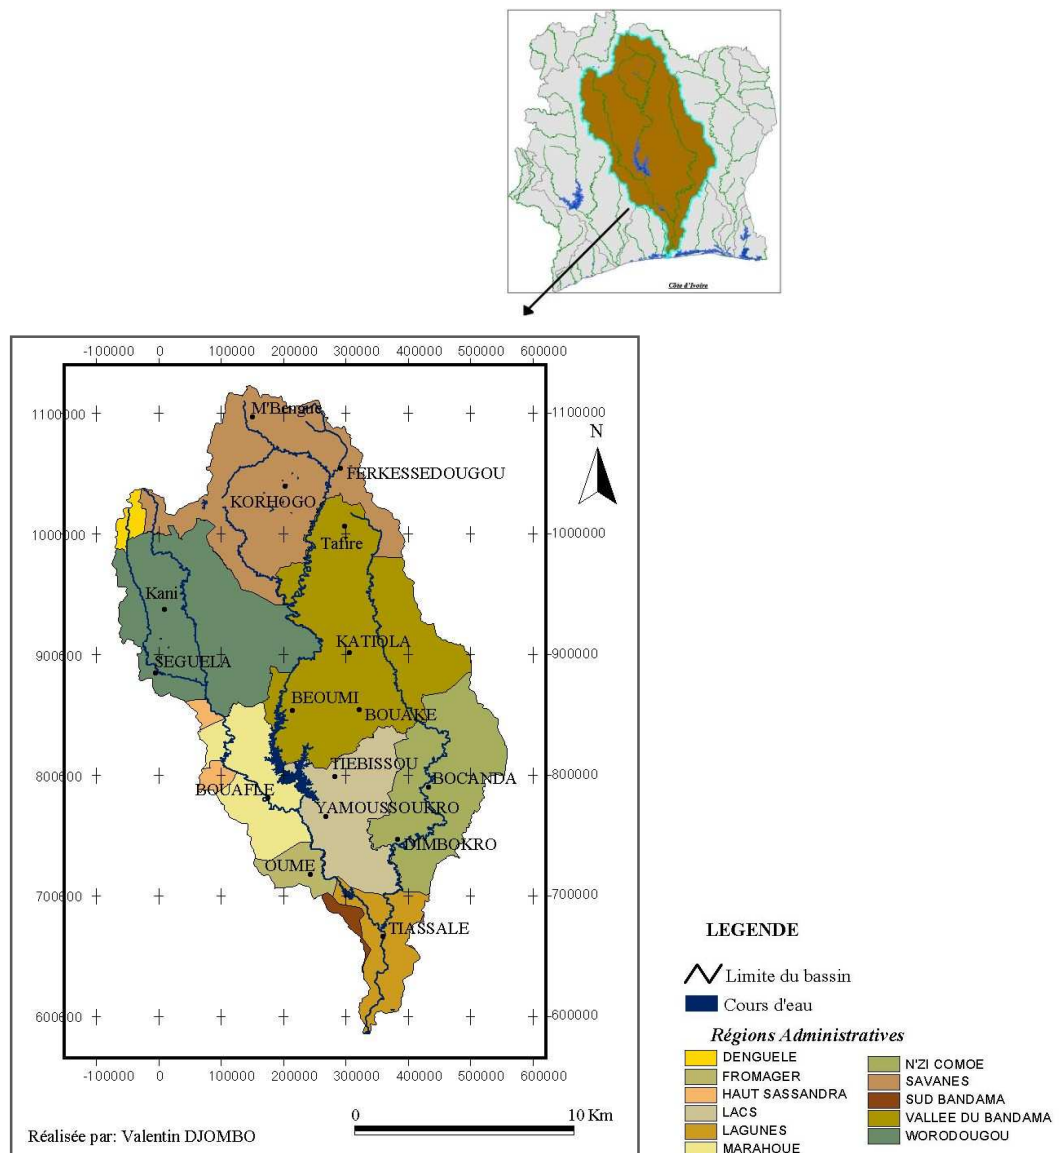 Côte d'Ivoire
-100000 0 100000 200000 300000 400000 500000 600000
1100000 1100000
N
M'Bengue
FERKESSEDOUGOU
KORHOGO
1000000 1000000
Tafire
Kani
KATIOLA
900000 900000
SEGUELA
BEOUMI
BOUAKE
TIEBISSOU
800000 800000
BOCANDA
BOUAFLE
YAMOUSSOUKRO
DIMBOKRO
OUME
700000 700000
TIASSALE
600000 600000
-100000 0 100000 200000 300000 400000 500000 600000
0 10 Km
Réalisée par: Valentin DJOMBO
LEGENDE
Limite du bassin
Cours d'eau
Régions Administratives
DENGUELE
FROMAGER
HAUT SASSANDRA
LACS
LAGUNES
MARAHOUE
N'ZI COMOE
SAVANES
SUD BANDAMA
VALLEE DU BANDAMA
WORODOUGOU